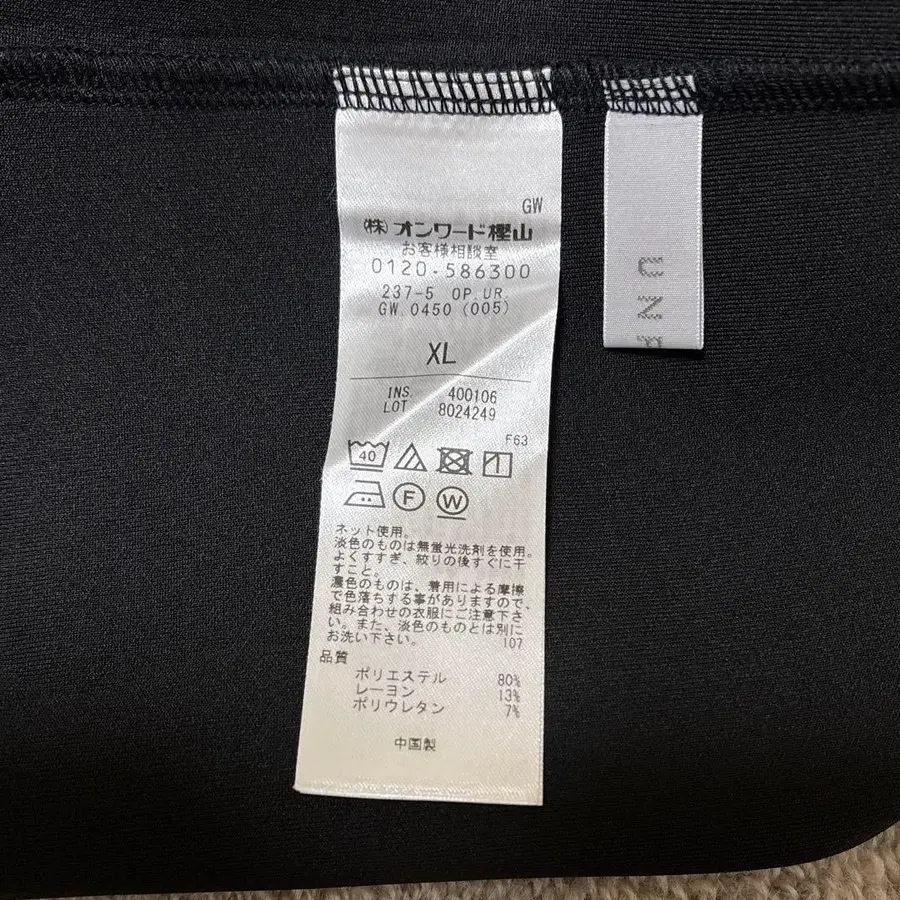 GW
(株)オンワード樫山
お客様相談室
0120-586300
237-5 OP.UR.
GW.0450 (005)
XL
INS. 400106
LOT 8024249
F63
40
F
W
ネット使用。
淡色のものは無蛍光洗剤を使用。
よくすすぎ、絞りの後すぐに干
すこと。
濃色のものは、着用による摩擦
で色落ちする事がありますので、
組み合わせの衣服にご注意下さ
い。また、淡色のものとは別に
お洗い下さい。 107
品質
ポリエステル 80%
レーヨン 13%
ポリウレタン 7%
中国製
UN